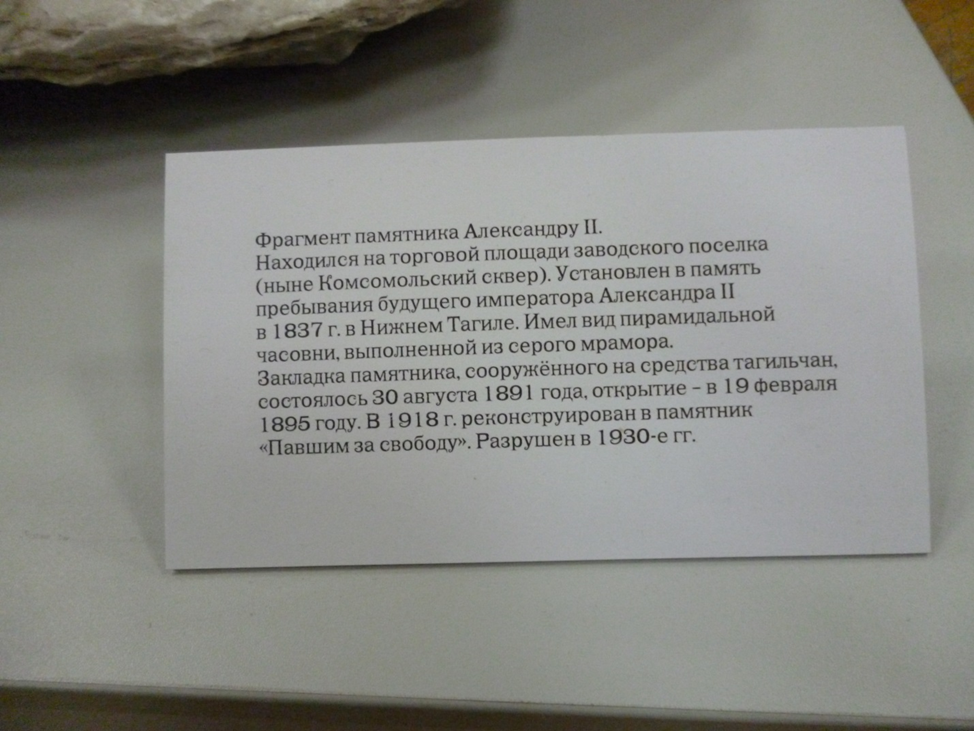 Фрагмент памятника Александру II.
Находился на торговой площади заводского поселка
(ныне Комсомольский сквер). Установлен в память
пребывания будущего императора Александра II
в 1837 г. в Нижнем Тагиле. Имел вид пирамидальной
часовни, выполненной из серого мрамора.
Закладка памятника, сооружённого на средства тагильчан,
состоялось 30 августа 1891 года, открытие – в 19 февраля
1895 году. В 1918 г. реконструирован в памятник
«Павшим за свободу». Разрушен в 1930-е гг.